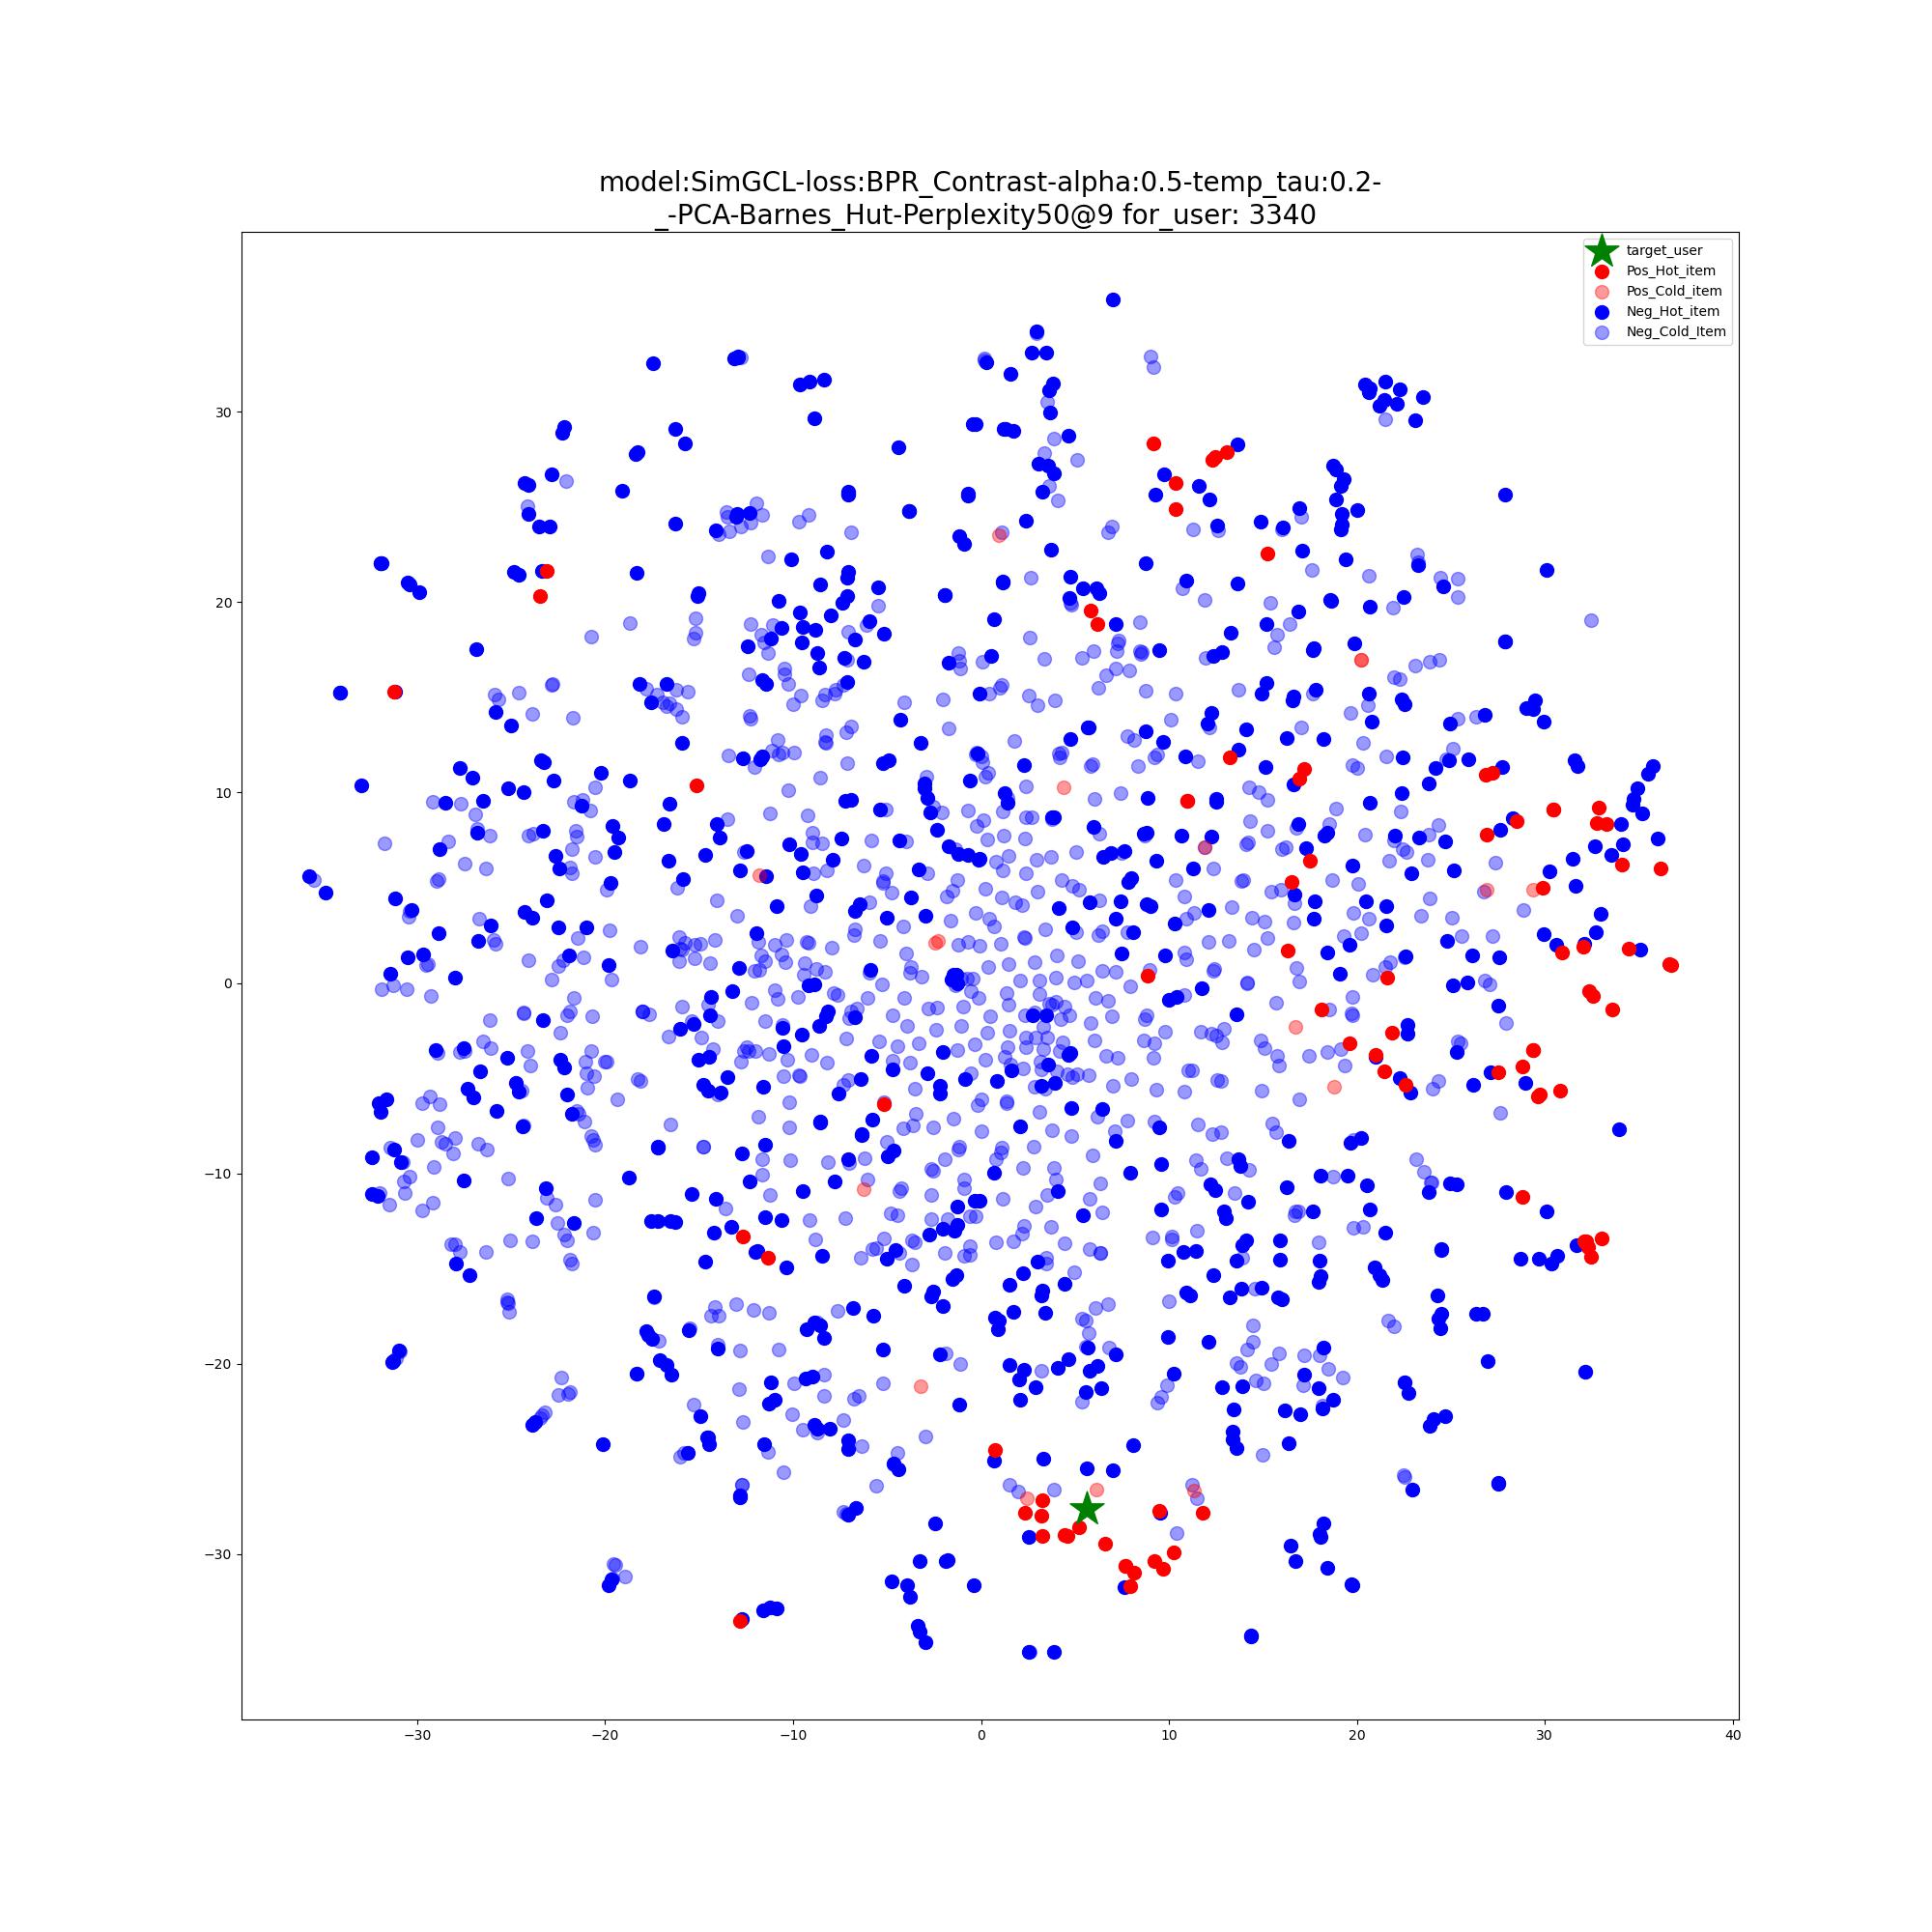 model:SimGCL-loss:BPR_Contrast-alpha:0.5-temp_tau:0.2-
_-PCA-Barnes_Hut-Perplexity50@9 for_user: 3340
target_user
Pos_Hot_item
Pos_Cold_item
Neg_Hot_item
Neg_Cold_Item
30
20
10
0
−10
−20
−30
−30 −20 −10 0 10 20 30 40